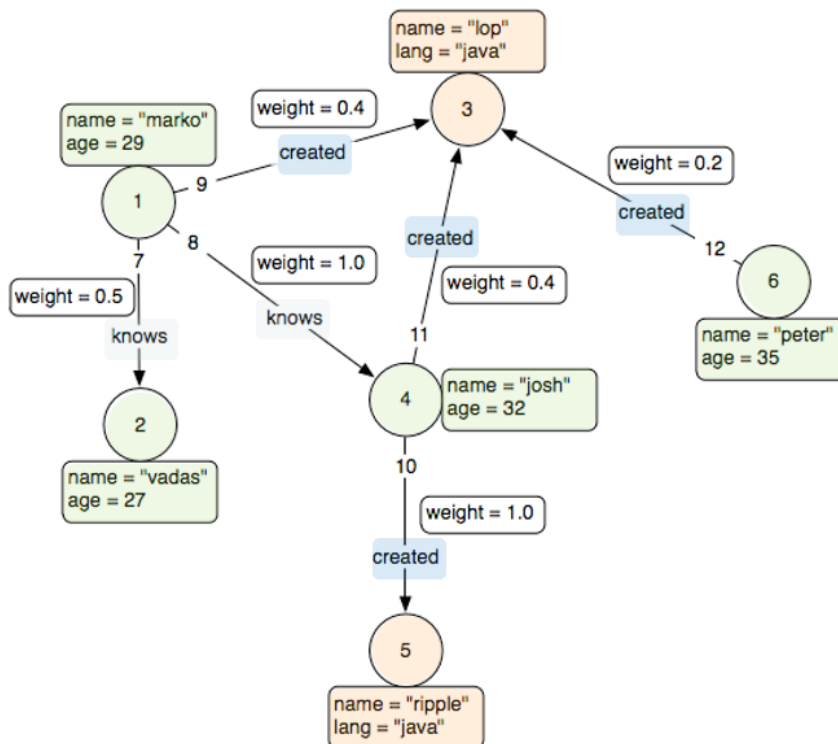 name = "lop"
lang = "java"
3
weight = 0.4
name = "marko"
age = 29
created
9
1
weight = 0.2
created
8
created
7
weight = 1.0
12
6
weight = 0.5
weight = 0.4
knows
knows
11
name = "peter"
age = 35
4
name = "josh"
age = 32
2
10
name = "vadas"
age = 27
weight = 1.0
created
5
name = "ripple"
lang = "java"